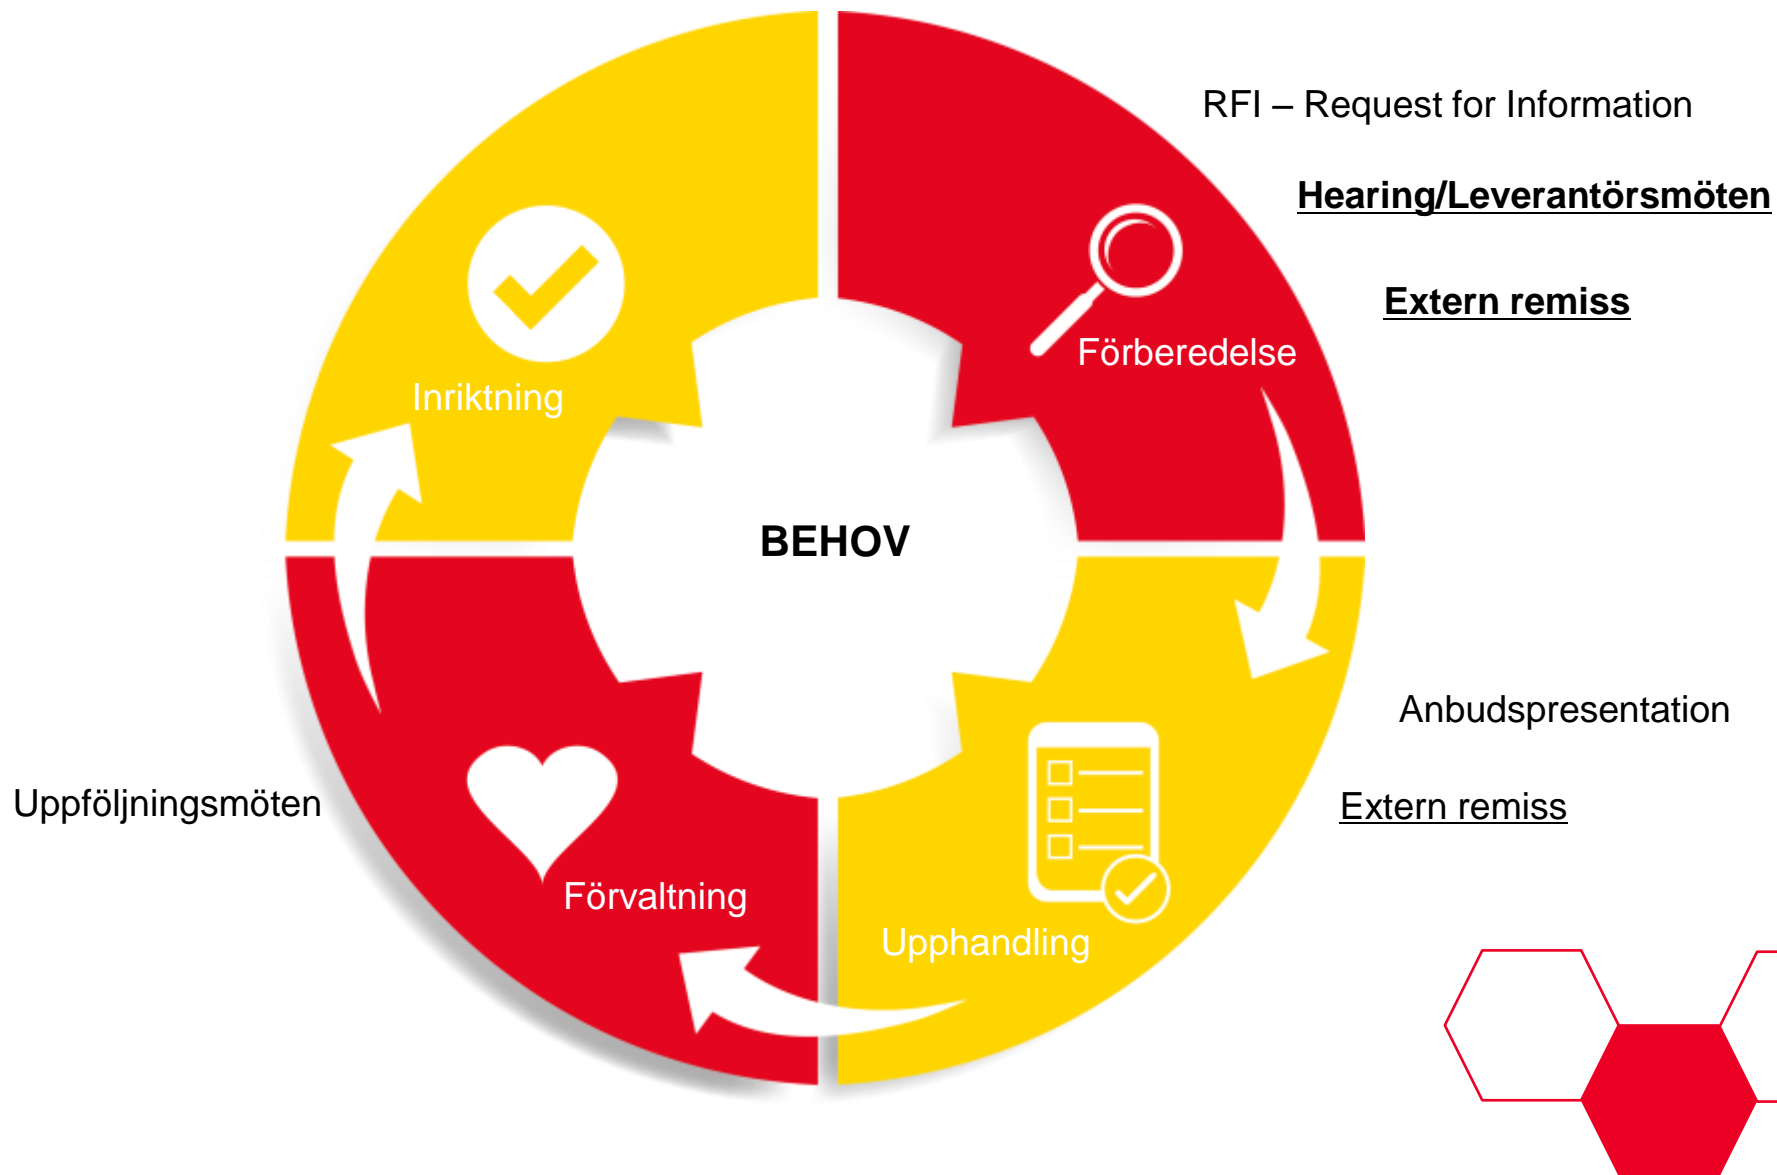 RFI – Request for Information
Hearing/Leverantörsmöten
Extern remiss
Förberedelse
Inriktning
BEHOV
Anbudspresentation
Extern remiss
Uppföljningsmöten
Förvaltning
Upphandling